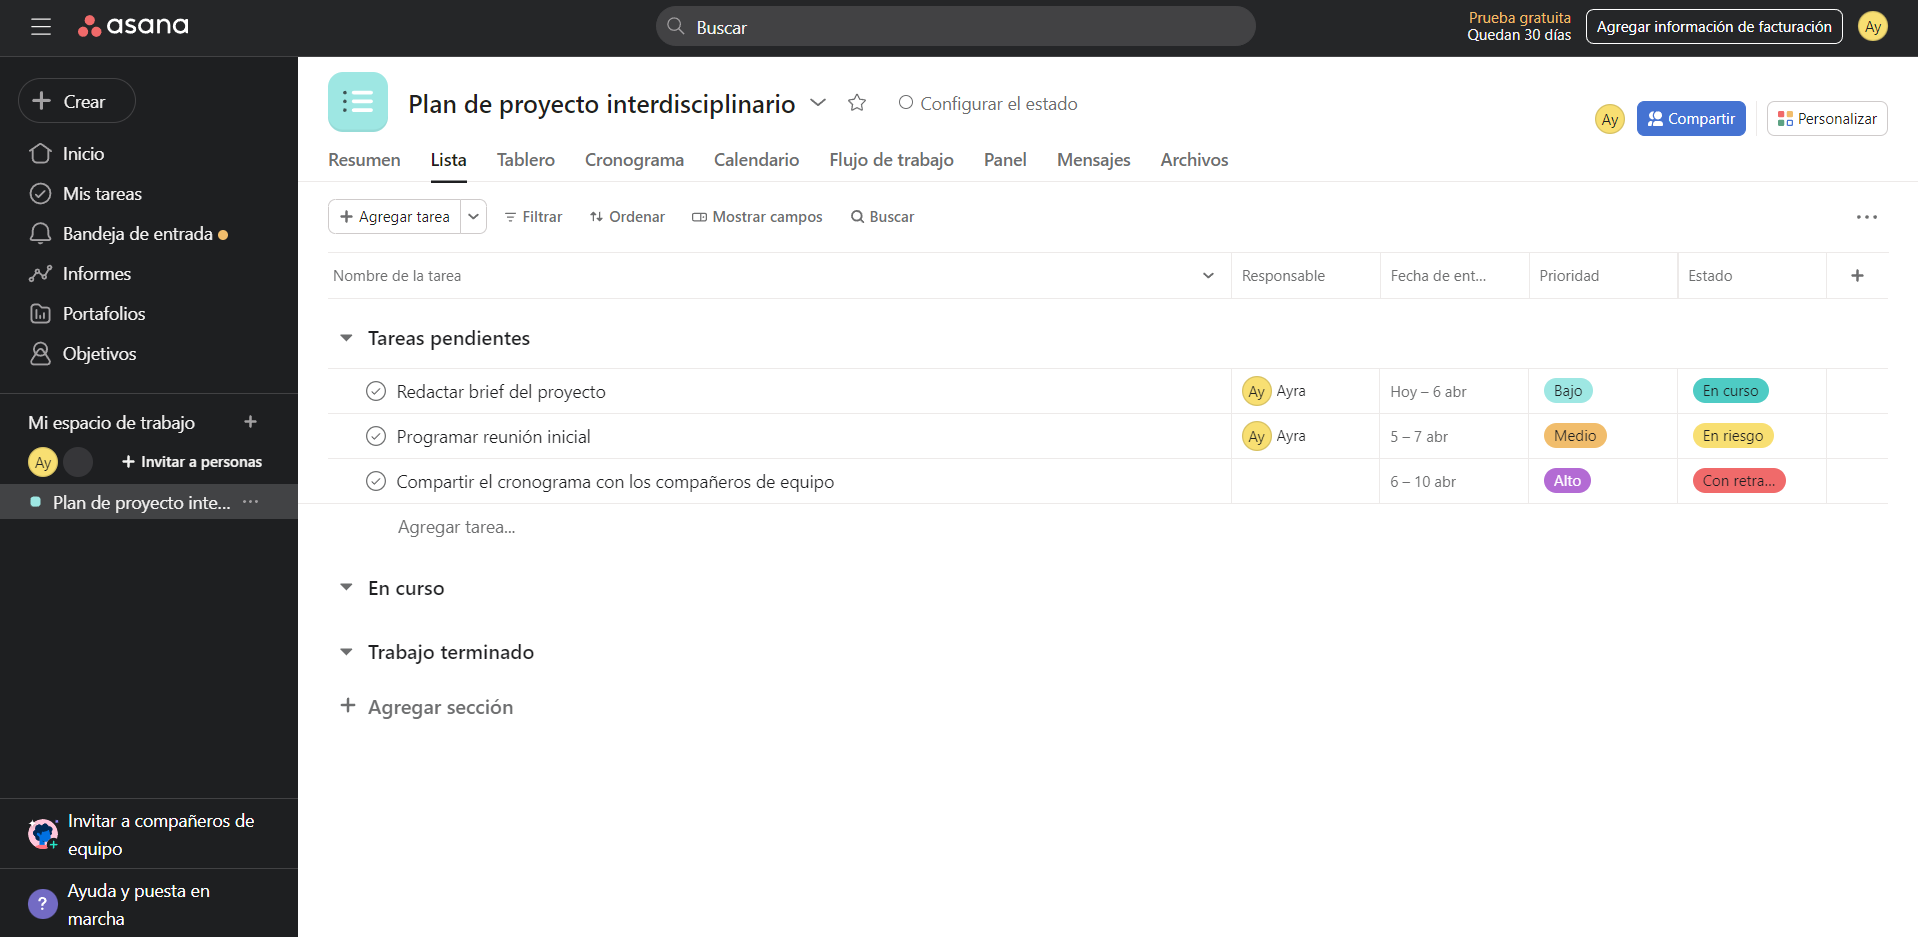 asana
Buscar
Prueba gratuita
Quedan 30 días
Agregar información de facturación
Ay
Crear
Inicio
Mis tareas
Bandeja de entrada
Informes
Portafolios
Objetivos
Mi espacio de trabajo
Ay
Invitar a personas
Plan de proyecto inte...
Invitar a compañeros de
equipo
?
Ayuda y puesta en
marcha
Plan de proyecto interdisciplinario
Configurar el estado
Ay
Compartir
Personalizar
Resumen Lista Tablero Cronograma Calendario Flujo de trabajo Panel Mensajes Archivos
Agregar tarea Filtrar Ordenar Mostrar campos Buscar
Nombre de la tarea Responsable Fecha de ent... Prioridad Estado
Tareas pendientes
Redactar brief del proyecto Ay Ayra Hoy – 6 abr Bajo En curso
Programar reunión inicial Ay Ayra 5 – 7 abr Medio En riesgo
Compartir el cronograma con los compañeros de equipo 6 – 10 abr Alto Con retra...
Agregar tarea...
En curso
Trabajo terminado
Agregar sección